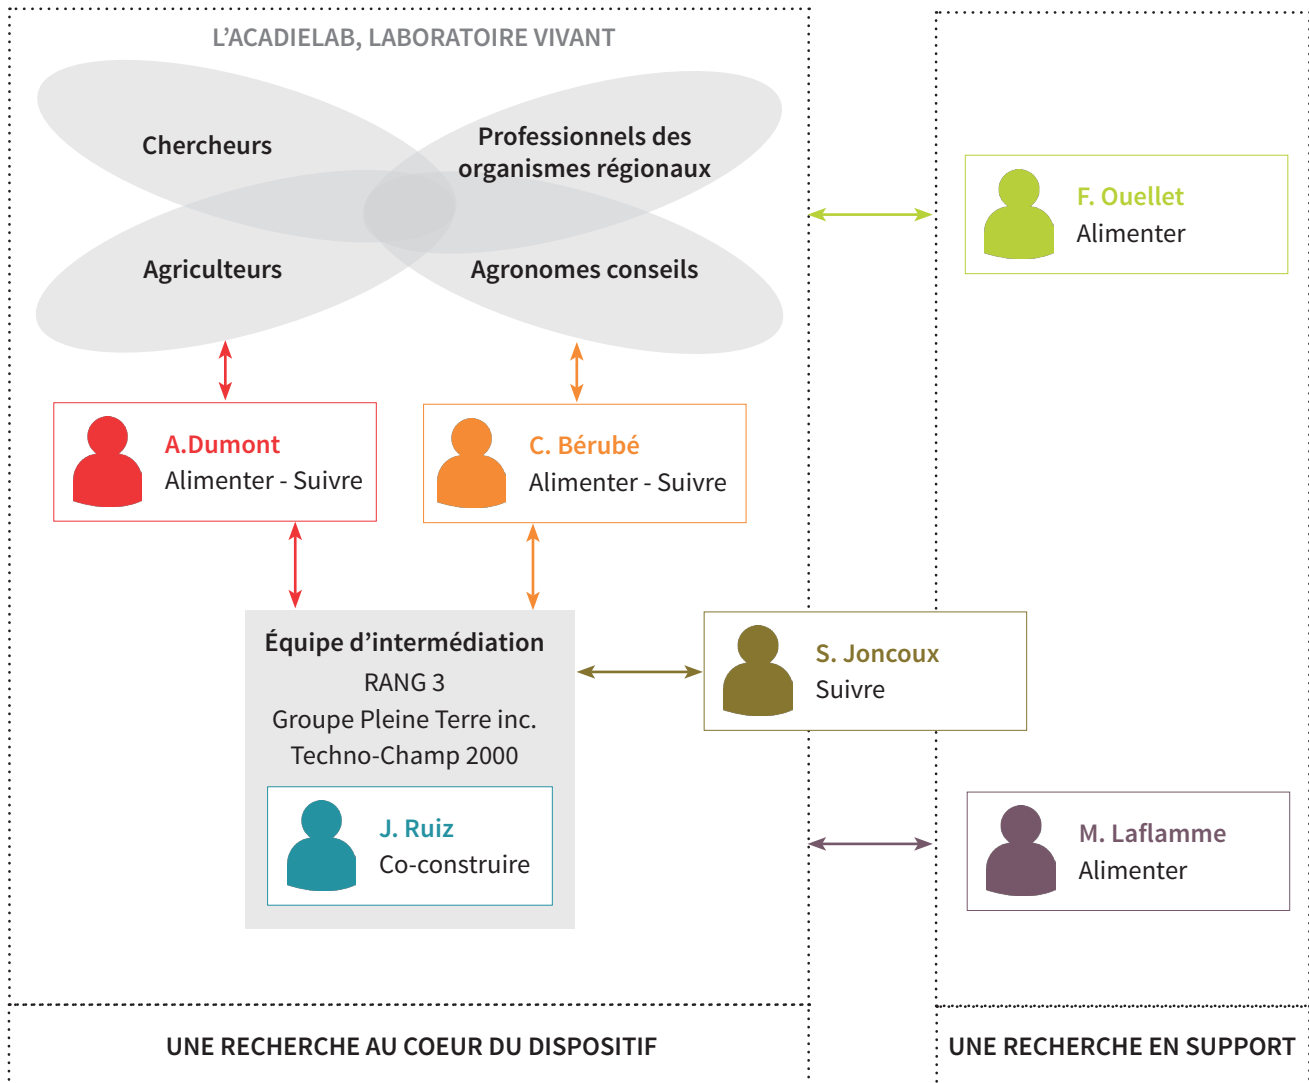 L'ACADIELAB, LABORATOIRE VIVANT
Chercheurs
Professionnels des
organismes régionaux
Agriculteurs
Agronomes conseils
F. Ouellet
Alimenter
A.Dumont
Alimenter - Suivre
C. Bérubé
Alimenter - Suivre
Équipe d’intermédiation
RANG 3
Groupe Pleine Terre inc.
Techno-Champ 2000
J. Ruiz
Co-construire
S. Joncoux
Suivre
M. Laflamme
Alimenter
UNE RECHERCHE AU COEUR DU DISPOSITIF
UNE RECHERCHE EN SUPPORT